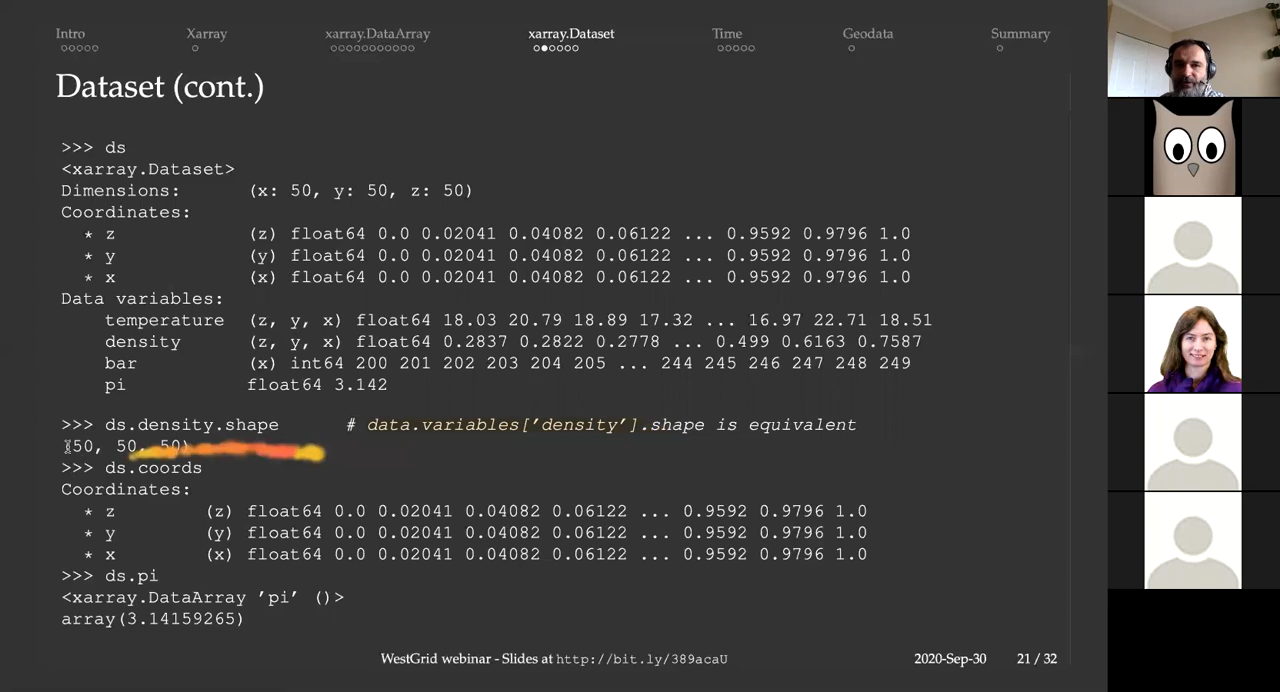 Intro Xarray xarray.DataArray xarray.Dataset Time Geodata Summary
Dataset (cont.)
>>> ds
<xarray.Dataset>
Dimensions: (x: 50, y: 50, z: 50)
Coordinates:
* z (z) float64 0.0 0.02041 0.04082 0.06122 ... 0.9592 0.9796 1.0
* y (y) float64 0.0 0.02041 0.04082 0.06122 ... 0.9592 0.9796 1.0
* x (x) float64 0.0 0.02041 0.04082 0.06122 ... 0.9592 0.9796 1.0
Data variables:
temperature (z, y, x) float64 18.03 20.79 18.89 17.32 ... 16.97 22.71 18.51
density (z, y, x) float64 0.2837 0.2822 0.2778 ... 0.499 0.6163 0.7587
bar (x) int64 200 201 202 203 204 205 ... 244 245 246 247 248 249
pi float64 3.142
>>> ds.density.shape # data.variables['density'].shape is equivalent
(50, 50, 50)
>>> ds.coords
Coordinates:
* z (z) float64 0.0 0.02041 0.04082 0.06122 ... 0.9592 0.9796 1.0
* y (y) float64 0.0 0.02041 0.04082 0.06122 ... 0.9592 0.9796 1.0
* x (x) float64 0.0 0.02041 0.04082 0.06122 ... 0.9592 0.9796 1.0
>>> ds.pi
<xarray.DataArray 'pi' ()>
array(3.14159265)
WestGrid webinar - Slides at http://bit.ly/389acaU 2020-Sep-30 21 / 32